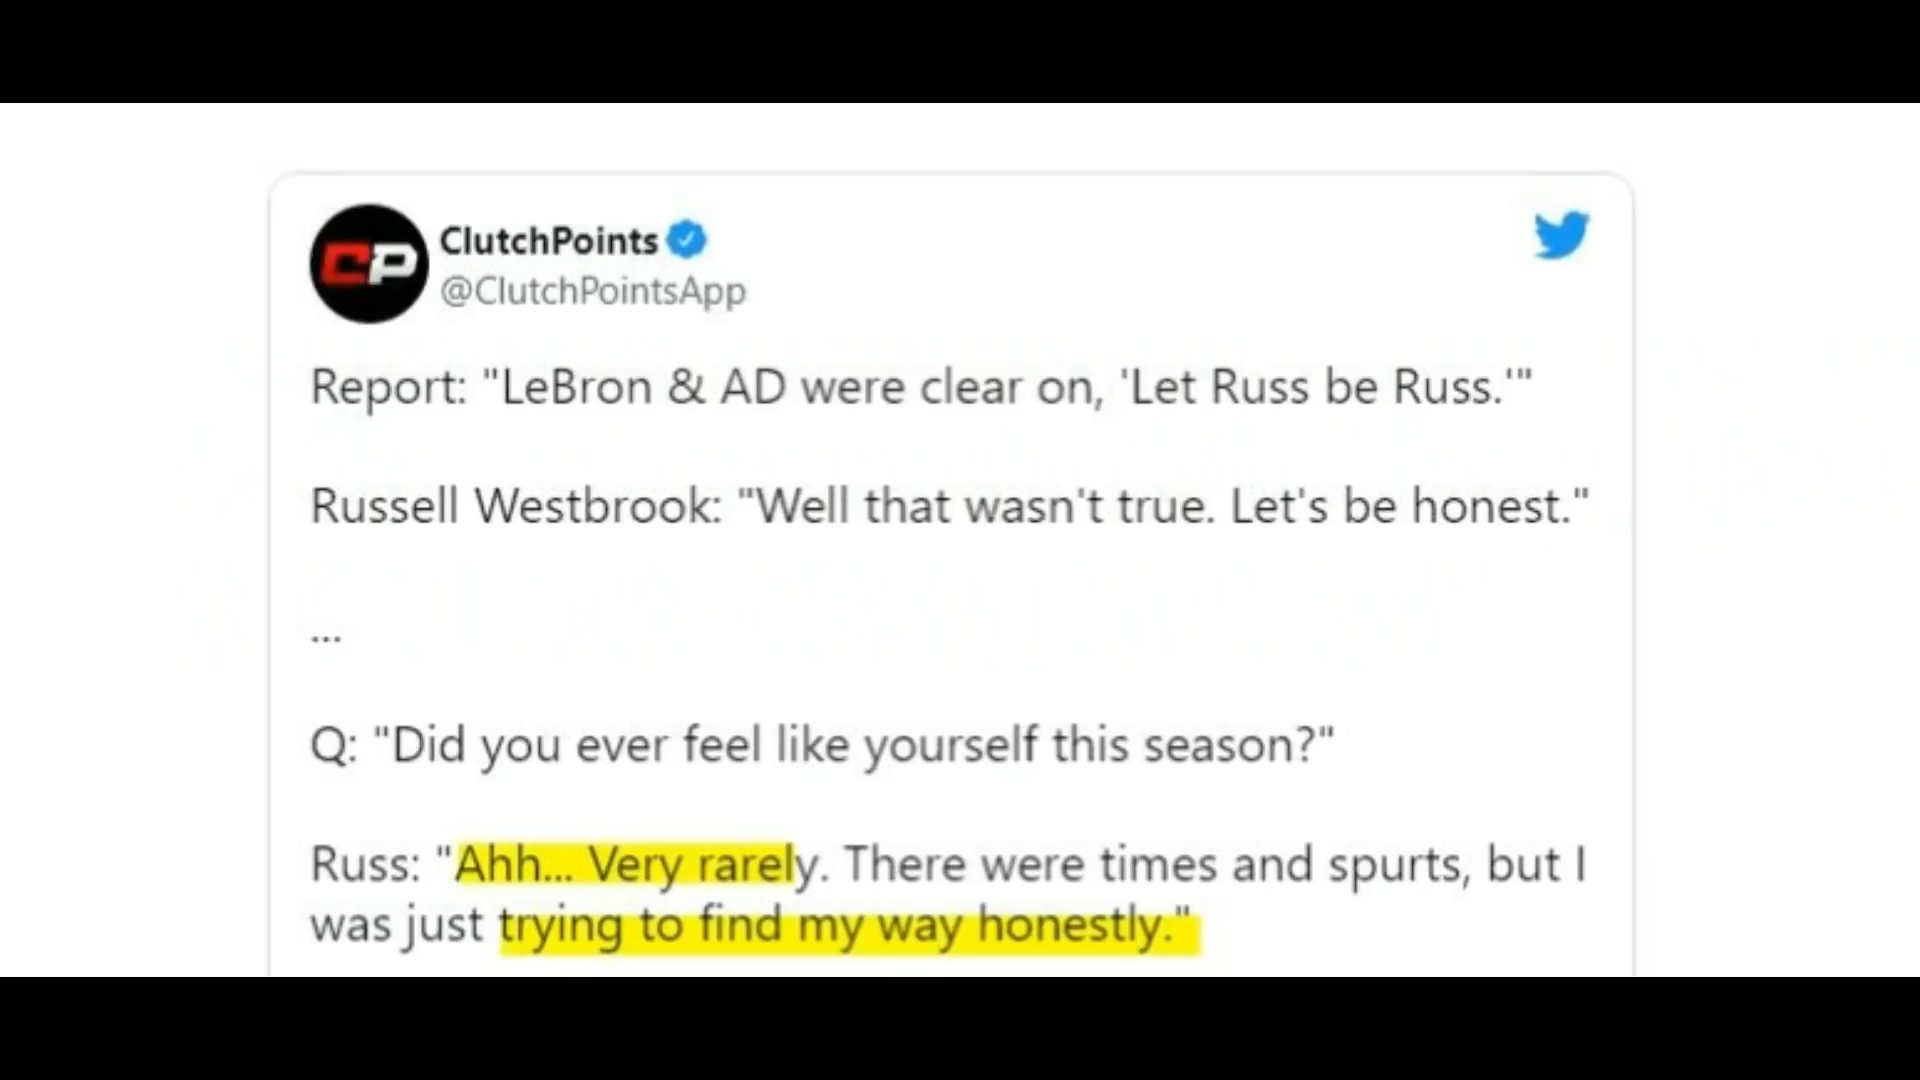 CP
ClutchPoints
@ClutchPointsApp
Report: "LeBron & AD were clear on, 'Let Russ be Russ.'"
Russell Westbrook: "Well that wasn't true. Let's be honest."
...
Q: "Did you ever feel like yourself this season?"
Russ: "Ahh... Very rarely. There were times and spurts, but I
was just trying to find my way honestly."